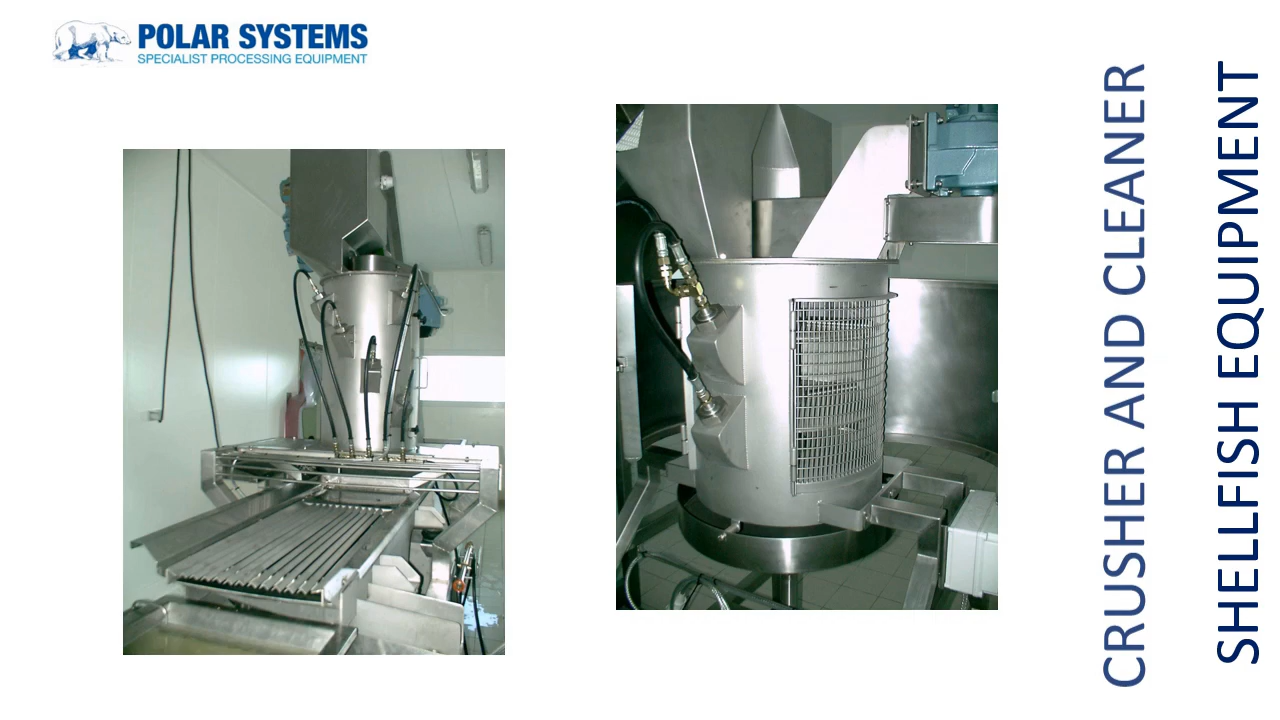 POLAR SYSTEMS
SPECIALIST PROCESSING EQUIPMENT
CRUSHER AND CLEANER
SHELLFISH EQUIPMENT